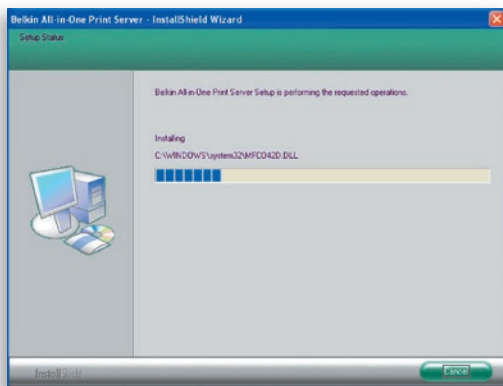 Belkin All-in-One Print Server - InstallShield Wizard
Setup Status
Belkin All-in-One Print Server Setup is performing the requested operations.
Installing
C:\WINDOWS\system32\MFCO42D.DLL
InstallShield
Cancel